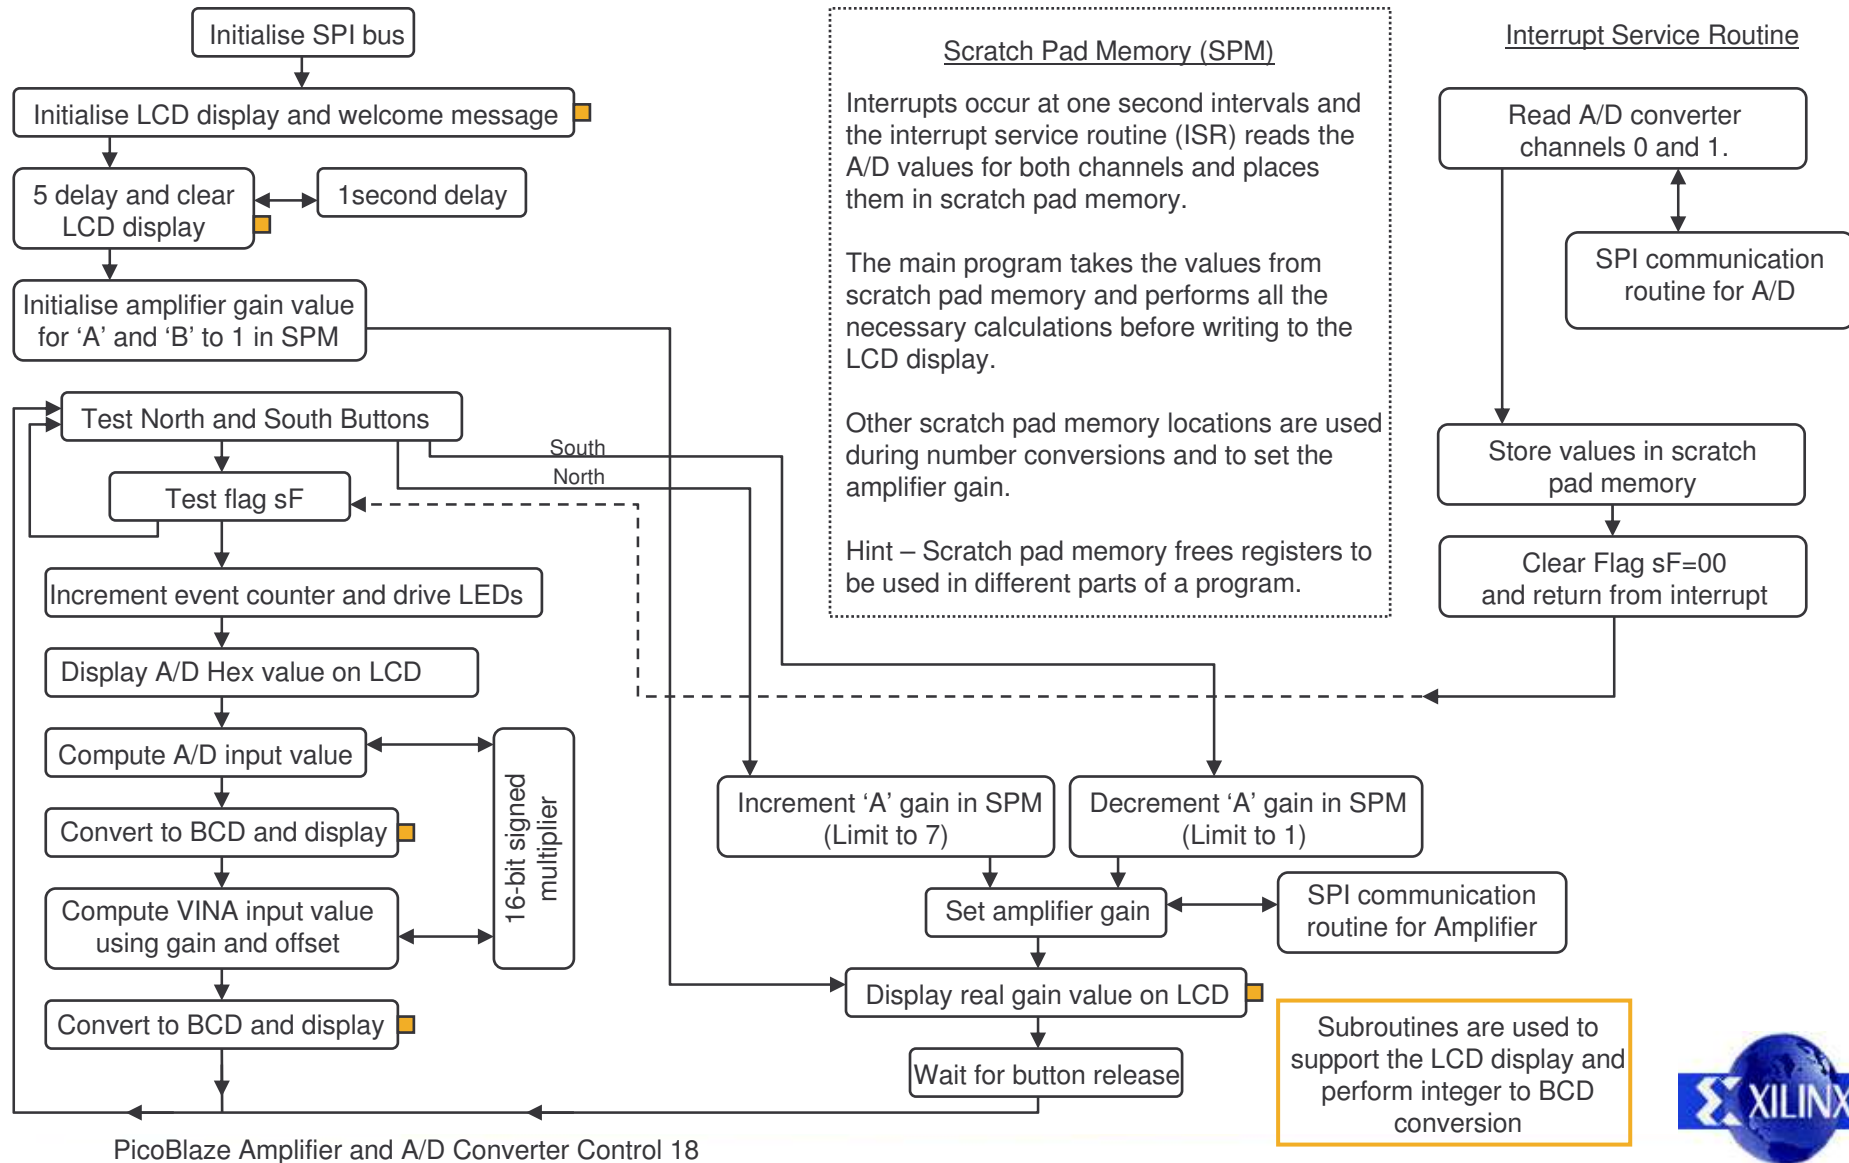 Initialise SPI bus
Initialise LCD display and welcome message
5 delay and clear
LCD display
1second delay
Initialise amplifier gain value
for ‘A’ and ‘B’ to 1 in SPM
Test North and South Buttons
South
North
Test flag sF
Increment event counter and drive LEDs
Display A/D Hex value on LCD
Compute A/D input value
Convert to BCD and display
Compute VINA input value
using gain and offset
Convert to BCD and display
16-bit signed
multiplier
Scratch Pad Memory (SPM)
Interrupts occur at one second intervals and
the interrupt service routine (ISR) reads the
A/D values for both channels and places
them in scratch pad memory.
The main program takes the values from
scratch pad memory and performs all the
necessary calculations before writing to the
LCD display.
Other scratch pad memory locations are used
during number conversions and to set the
amplifier gain.
Hint – Scratch pad memory frees registers to
be used in different parts of a program.
Increment ‘A’ gain in SPM
(Limit to 7)
Decrement ‘A’ gain in SPM
(Limit to 1)
Set amplifier gain
SPI communication
routine for Amplifier
Display real gain value on LCD
Wait for button release
Interrupt Service Routine
Read A/D converter
channels 0 and 1.
SPI communication
routine for A/D
Store values in scratch
pad memory
Clear Flag sF=00
and return from interrupt
Subroutines are used to
support the LCD display and
perform integer to BCD
conversion
XILINX
PicoBlaze Amplifier and A/D Converter Control 18